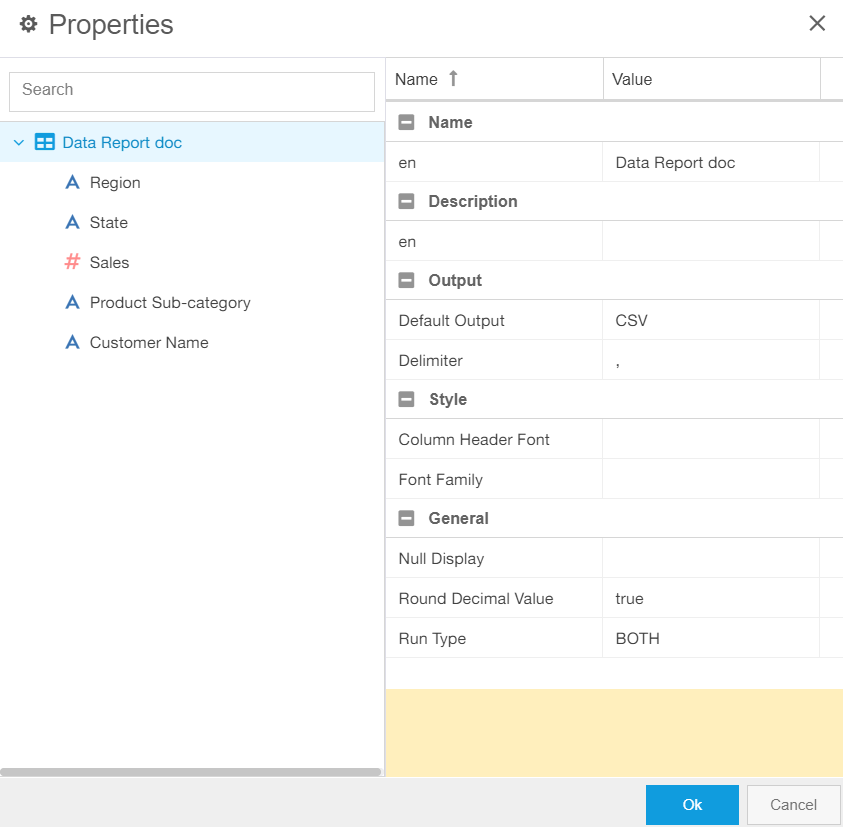 Properties
Search
Data Report doc
Region
State
Sales
Product Sub-category
Customer Name
Name Value
Name
en Data Report doc
Description
en
Output
Default Output CSV
Delimiter ,
Style
Column Header Font
Font Family
General
Null Display
Round Decimal Value true
Run Type BOTH
Ok Cancel